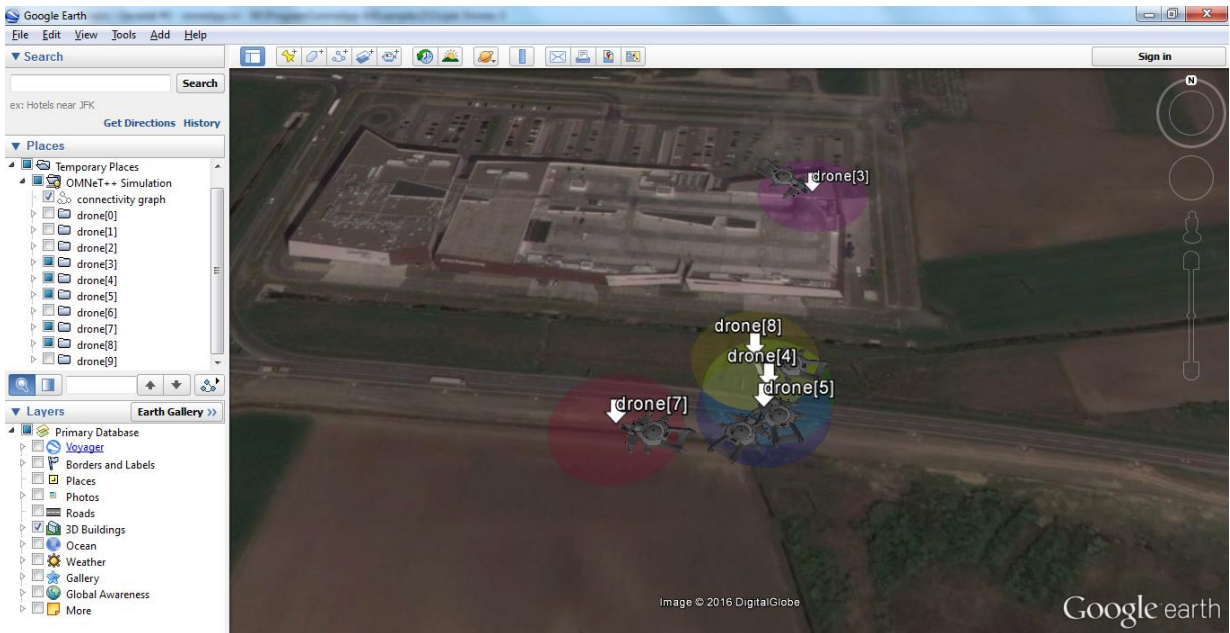 Google Earth
File Edit View Tools Add Help
▼ Search
Search
ex: Hotels near JFK
Get Directions History
▼ Places
Temporary Places
OMNeT++ Simulation
connectivity graph
drone[0]
drone[1]
drone[2]
drone[3]
drone[4]
drone[5]
drone[6]
drone[7]
drone[8]
drone[9]
▼ Layers
Earth Gallery >>
Primary Database
Voyager
Borders and Labels
Places
Photos
Roads
3D Buildings
Ocean
Weather
Gallery
Global Awareness
More
Sign in
N
drone[3]
drone[8]
drone[4]
drone[5]
drone[7]
Image © 2016 DigitalGlobe
Google earth